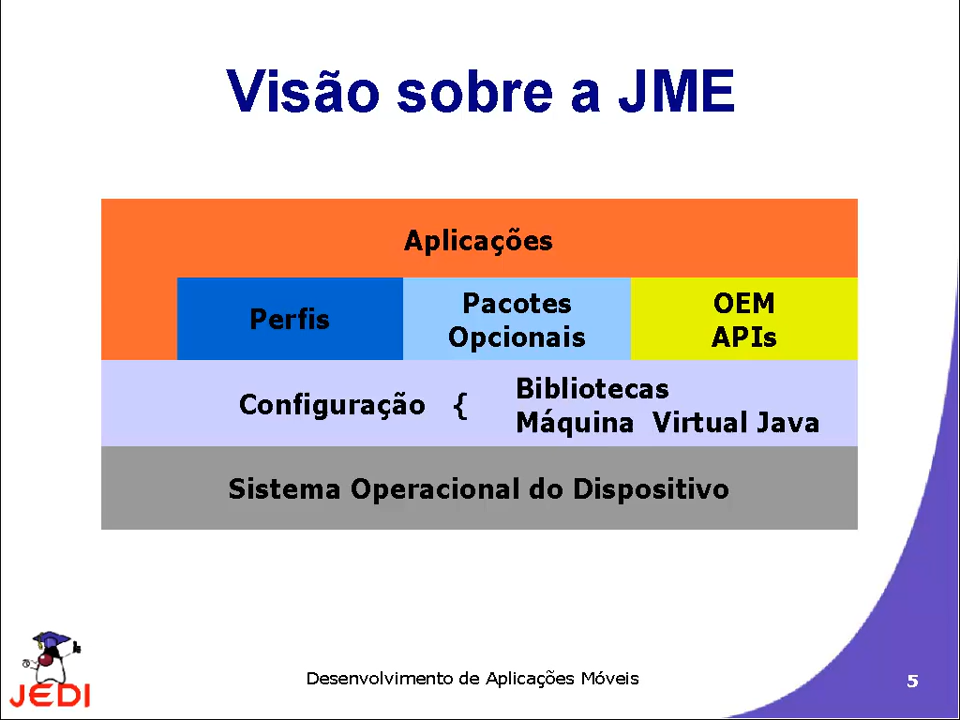 Visão sobre a JME
Aplicações
Perfis
Pacotes
Opcionais
OEM
APIs
Configuração {
Bibliotecas
Máquina Virtual Java
Sistema Operacional do Dispositivo
JEDI
Desenvolvimento de Aplicações Móveis
5